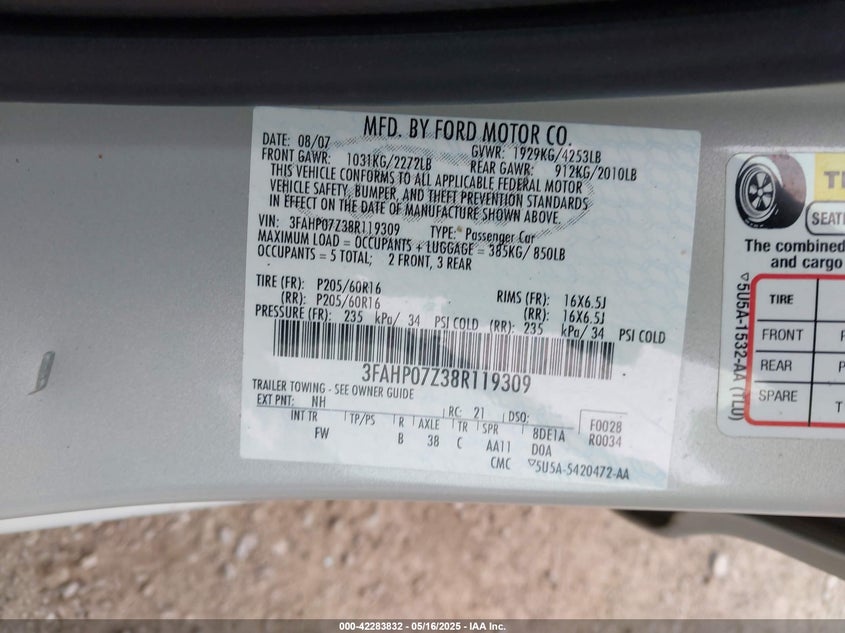 MFD. BY FORD MOTOR CO.
DATE: 08/07
GVWR: 1929KG/4253LB
FRONT GAWR: 1031KG/2272LB
REAR GAWR: 912KG/2010LB
THIS VEHICLE CONFORMS TO ALL APPLICABLE FEDERAL MOTOR
VEHICLE SAFETY, BUMPER, AND THEFT PREVENTION STANDARDS
IN EFFECT ON THE DATE OF MANUFACTURE SHOWN ABOVE.
VIN: 3FAHP07Z38R119309 TYPE: Passenger Car
MAXIMUM LOAD = OCCUPANTS + LUGGAGE = 385KG/ 850LB
OCCUPANTS = 5 TOTAL; 2 FRONT, 3 REAR
TIRE (FR): P205/60R16 RIMS (FR): 16X6.5J
(RR): P205/60R16 (RR): 16X6.5J
PRESSURE (FR): 235 kPa/ 34 PSI COLD (RR): 235 kPa/ 34 PSI COLD
3FAHP07Z38R119309
TRAILER TOWING - SEE OWNER GUIDE
EXT PNT: NH RC: 21 DSO: F0028
INT TR TP/PS R AXLE TR SPR 8DE1A R0034
FW B 38 C AA11 DOA
CMC ▽5U5A-5420472-AA
SEATI
The combined
and cargo
▽5U5A-1532-AA (TLU)
TIRE
FRONT
REAR
SPARE
000-42283832 - 05/16/2025 - IAA Inc.